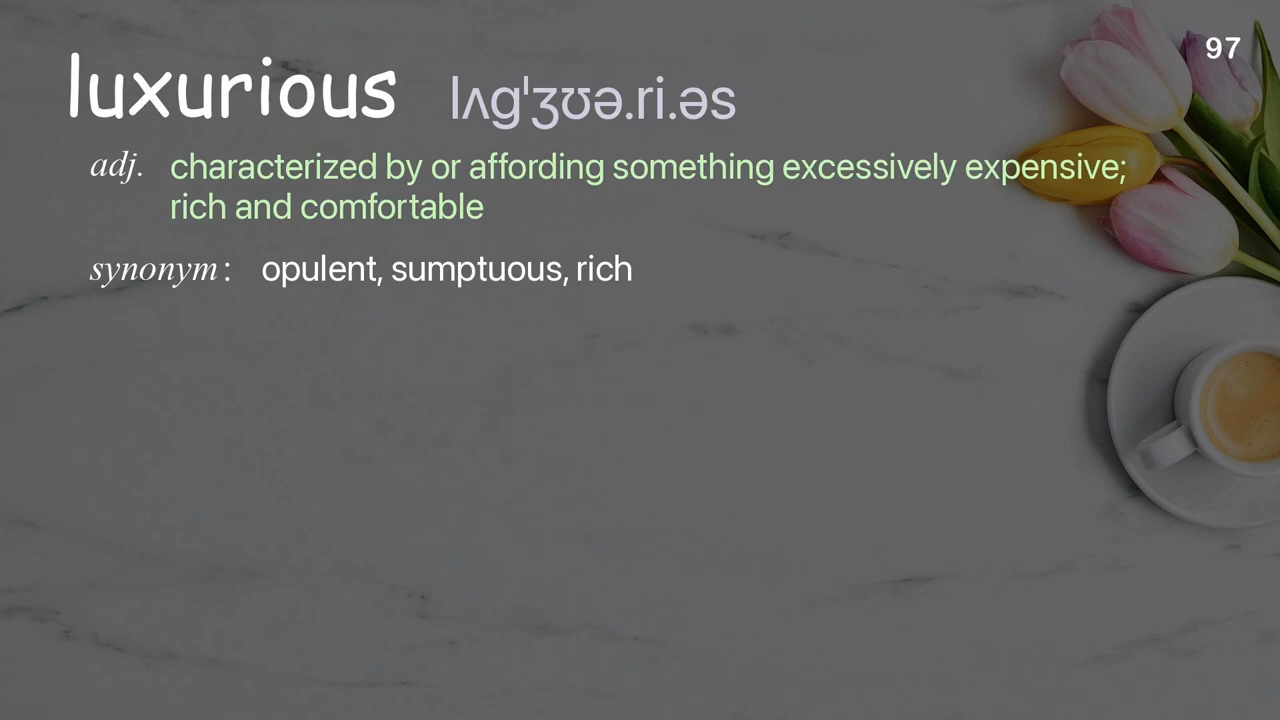 97
luxurious lʌgˈʒʊə.ri.əs
adj. characterized by or affording something excessively expensive;
rich and comfortable
synonym: opulent, sumptuous, rich